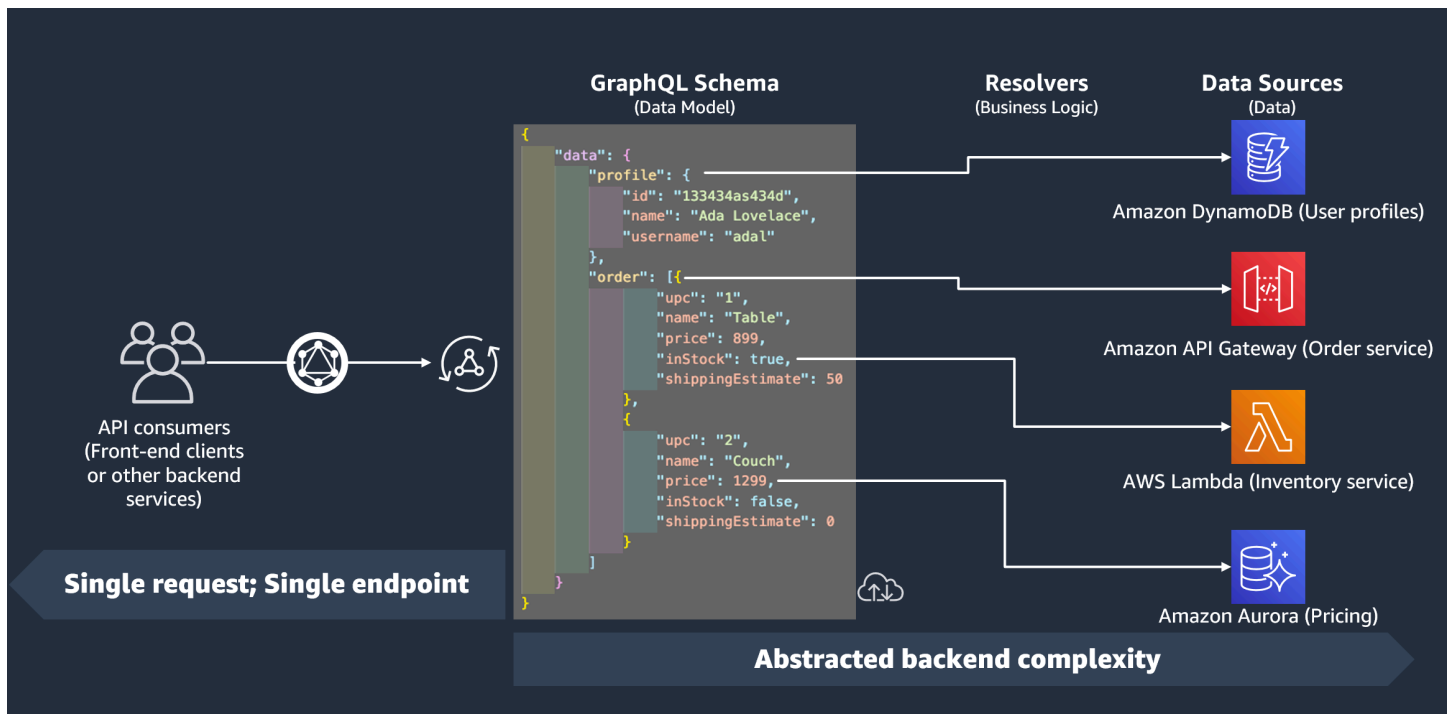 GraphQL Schema
(Data Model)
Resolvers
(Business Logic)
Data Sources
(Data)
{
"data": {
"profile": {
"id": "133434as434d",
"name": "Ada Lovelace",
"username": "adal"
},
"order": [{
"upc": "1",
"name": "Table",
"price": 899,
"inStock": true,
"shippingEstimate": 50
},
{
"upc": "2",
"name": "Couch",
"price": 1299,
"inStock": false,
"shippingEstimate": 0
}
]
}
}
Amazon DynamoDB (User profiles)
</>
Amazon API Gateway (Order service)
AWS Lambda (Inventory service)
Amazon Aurora (Pricing)
API consumers
(Front-end clients
or other backend
services)
Single request; Single endpoint
Abstracted backend complexity